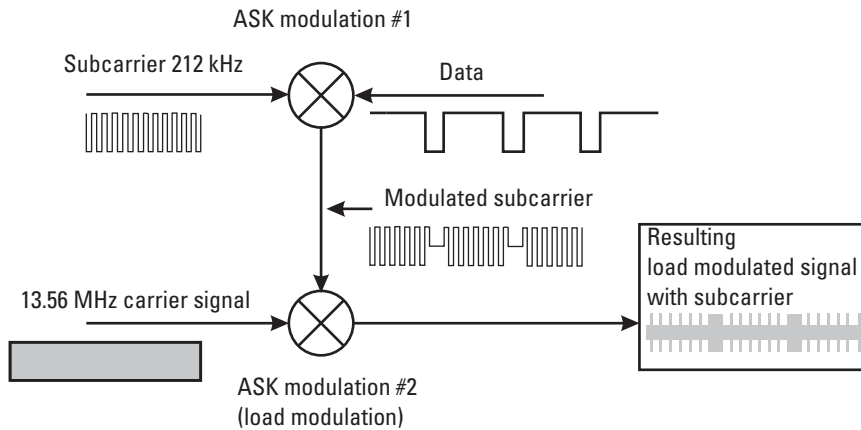 ASK modulation #1
Subcarrier 212 kHz
Data
Modulated subcarrier
Resulting
load modulated signal
with subcarrier
13.56 MHz carrier signal
ASK modulation #2
(load modulation)